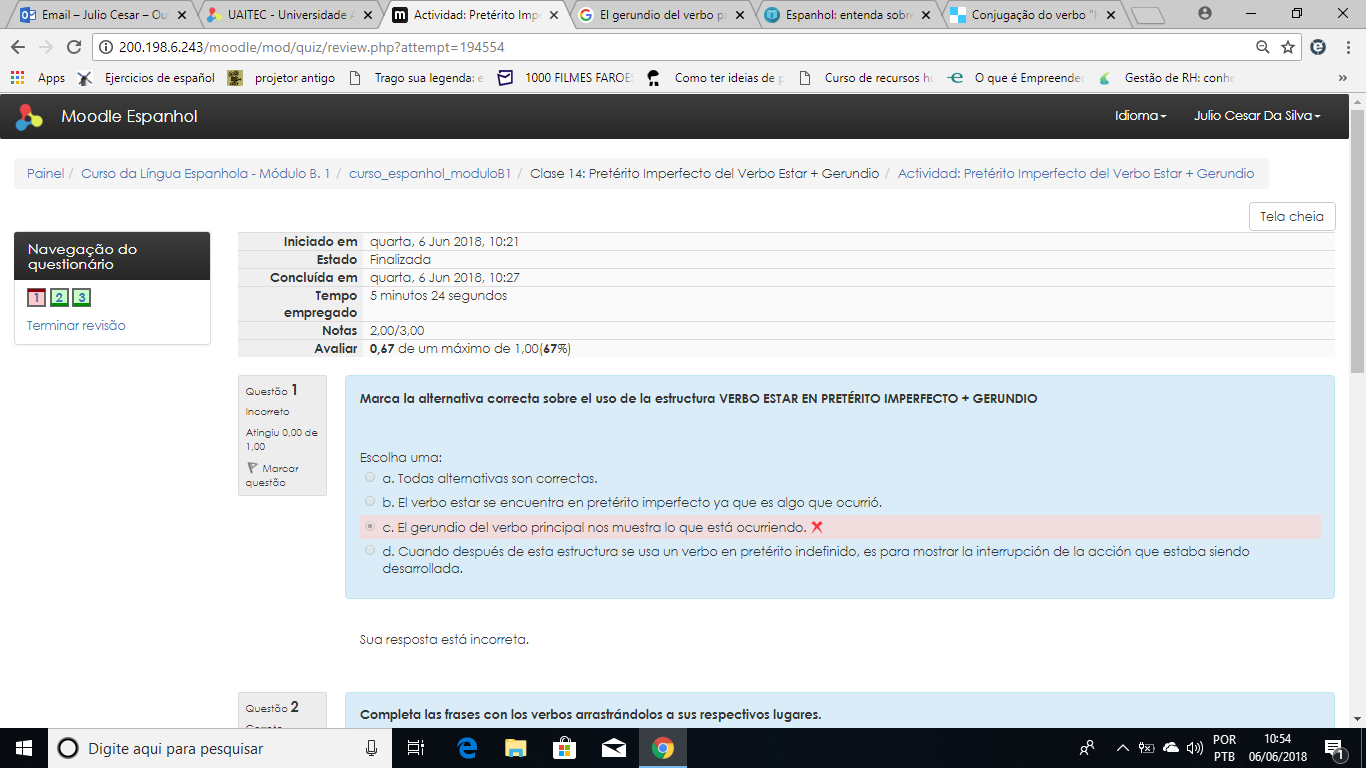 Email – Julio Cesar – Ou
UAITEC - Universidade A
Actividad: Pretérito Impe
El gerundio del verbo pr
Espanhol: entenda sobre
Conjugação do verbo "h
200.198.6.243/moodle/mod/quiz/review.php?attempt=194554
Apps
Ejercicios de español
projetor antigo
Trago sua legenda: e
1000 FILMES FAROES
Como ter ideias de p
Curso de recursos hu
O que é Empreended
Gestão de RH: conhe
Moodle Espanhol
Idioma
Julio Cesar Da Silva
Painel / Curso da Língua Espanhola - Módulo B. 1 / curso_espanhol_moduloB1 / Clase 14: Pretérito Imperfecto del Verbo Estar + Gerundio / Actividad: Pretérito Imperfecto del Verbo Estar + Gerundio
Tela cheia
Navegação do
questionário
1 2 3
Terminar revisão
Iniciado em quarta, 6 Jun 2018, 10:21
Estado Finalizada
Concluída em quarta, 6 Jun 2018, 10:27
Tempo 5 minutos 24 segundos
empregado
Notas 2,00/3,00
Avaliar 0,67 de um máximo de 1,00(67%)
Questão 1
Incorreto
Atingiu 0,00 de
1,00
Marcar
questão
Marca la alternativa correcta sobre el uso de la estructura VERBO ESTAR EN PRETÉRITO IMPERFECTO + GERUNDIO
Escolha uma:
a. Todas alternativas son correctas.
b. El verbo estar se encuentra en pretérito imperfecto ya que es algo que ocurrió.
c. El gerundio del verbo principal nos muestra lo que está ocurriendo.
d. Cuando después de esta estructura se usa un verbo en pretérito indefinido, es para mostrar la interrupción de la acción que estaba siendo
desarrollada.
Sua resposta está incorreta.
Questão 2
Completa las frases con los verbos arrastrándolos a sus respectivos lugares.
Digite aqui para pesquisar
POR
PTB
10:54
06/06/2018
1